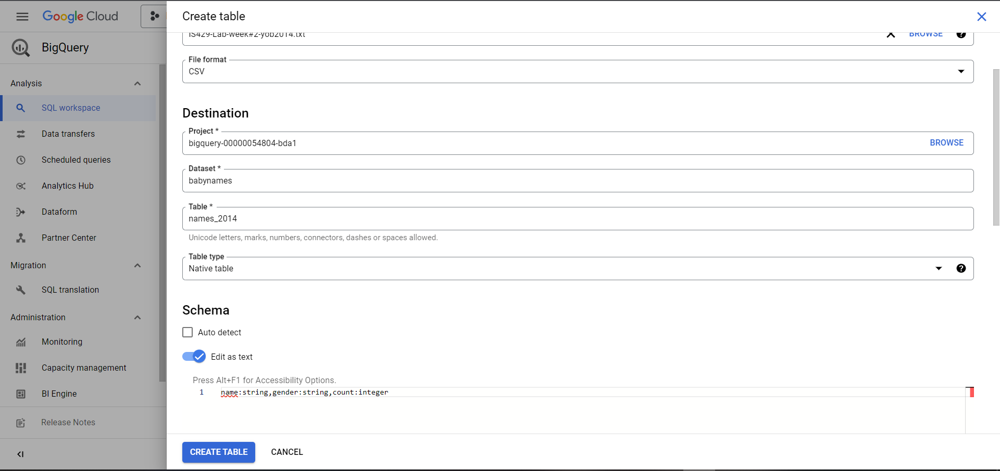 Google Cloud
BigQuery
Analysis
SQL workspace
Data transfers
Scheduled queries
Analytics Hub
Dataform
Partner Center
Migration
SQL translation
Administration
Monitoring
Capacity management
BI Engine
Release Notes
Create table
IS429-Lab-week#2-yob2014.txt
BROWSE
File format
CSV
Destination
Project *
bigquery-00000054804-bda1
BROWSE
Dataset *
babynames
Table *
names_2014
Unicode letters, marks, numbers, connectors, dashes or spaces allowed.
Table type
Native table
Schema
Auto detect
Edit as text
Press Alt+F1 for Accessibility Options.
1 name:string,gender:string,count:integer
CREATE TABLE CANCEL